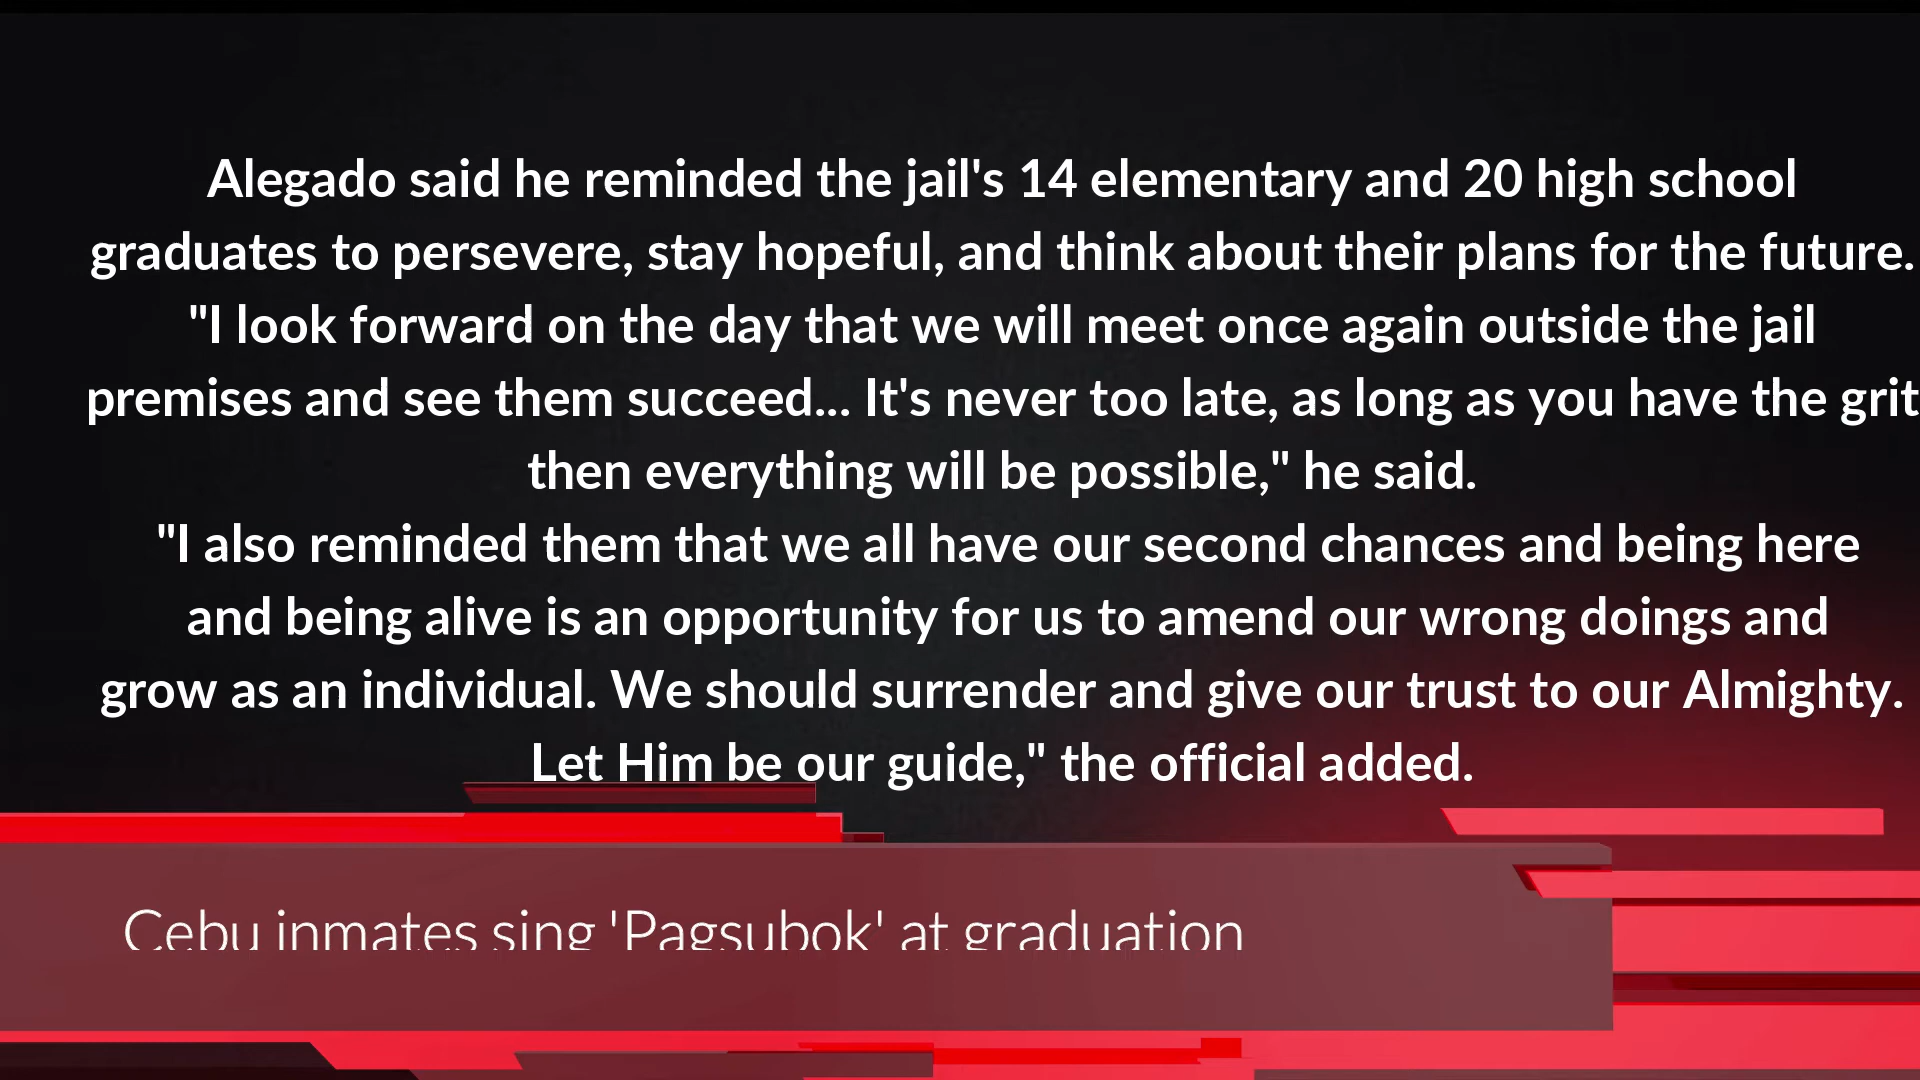 Alegado said he reminded the jail's 14 elementary and 20 high school
graduates to persevere, stay hopeful, and think about their plans for the future.
"I look forward on the day that we will meet once again outside the jail
premises and see them succeed... It's never too late, as long as you have the grit
then everything will be possible," he said.
"I also reminded them that we all have our second chances and being here
and being alive is an opportunity for us to amend our wrong doings and
grow as an individual. We should surrender and give our trust to our Almighty.
Let Him be our guide," the official added.
Cebu inmates sing 'Pagsubok' at graduation